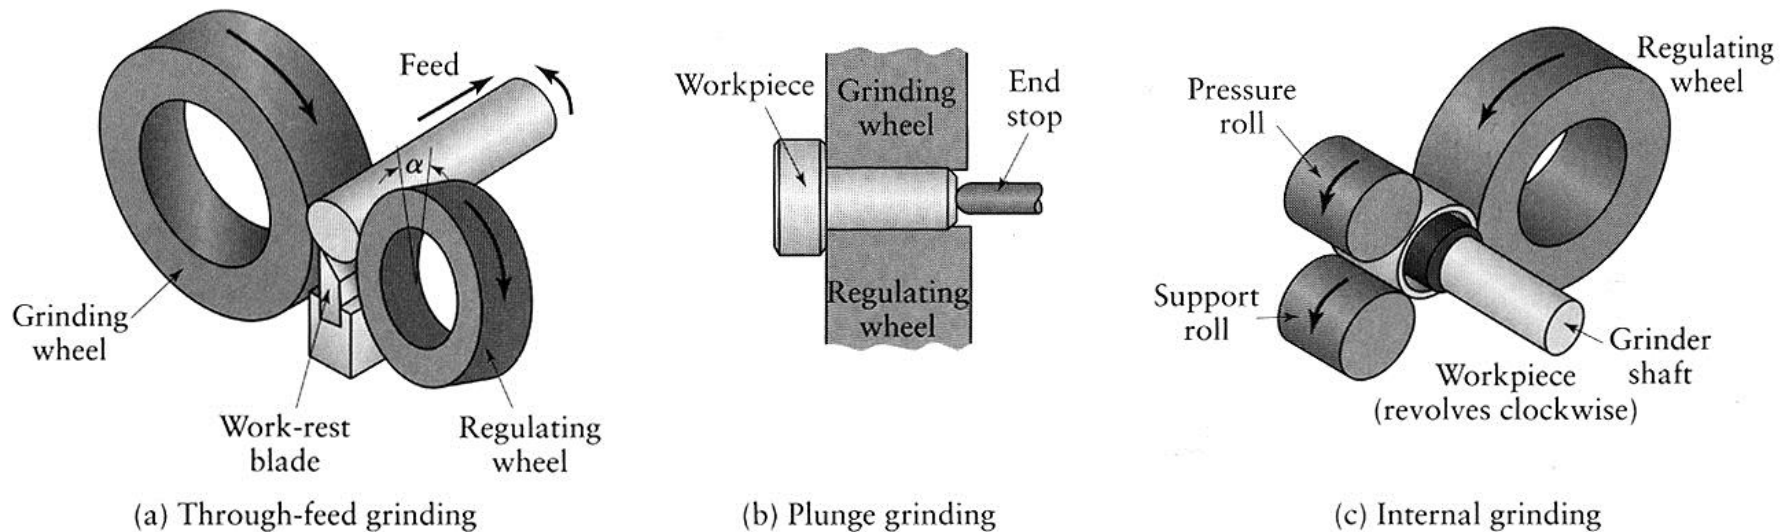 Feed
α
Grinding
wheel
Work-rest
blade
Regulating
wheel
(a) Through-feed grinding
Workpiece
Grinding
wheel
End
stop
Regulating
wheel
(b) Plunge grinding
Regulating
wheel
Pressure
roll
Support
roll
Grinder
shaft
Workpiece
(revolves clockwise)
(c) Internal grinding